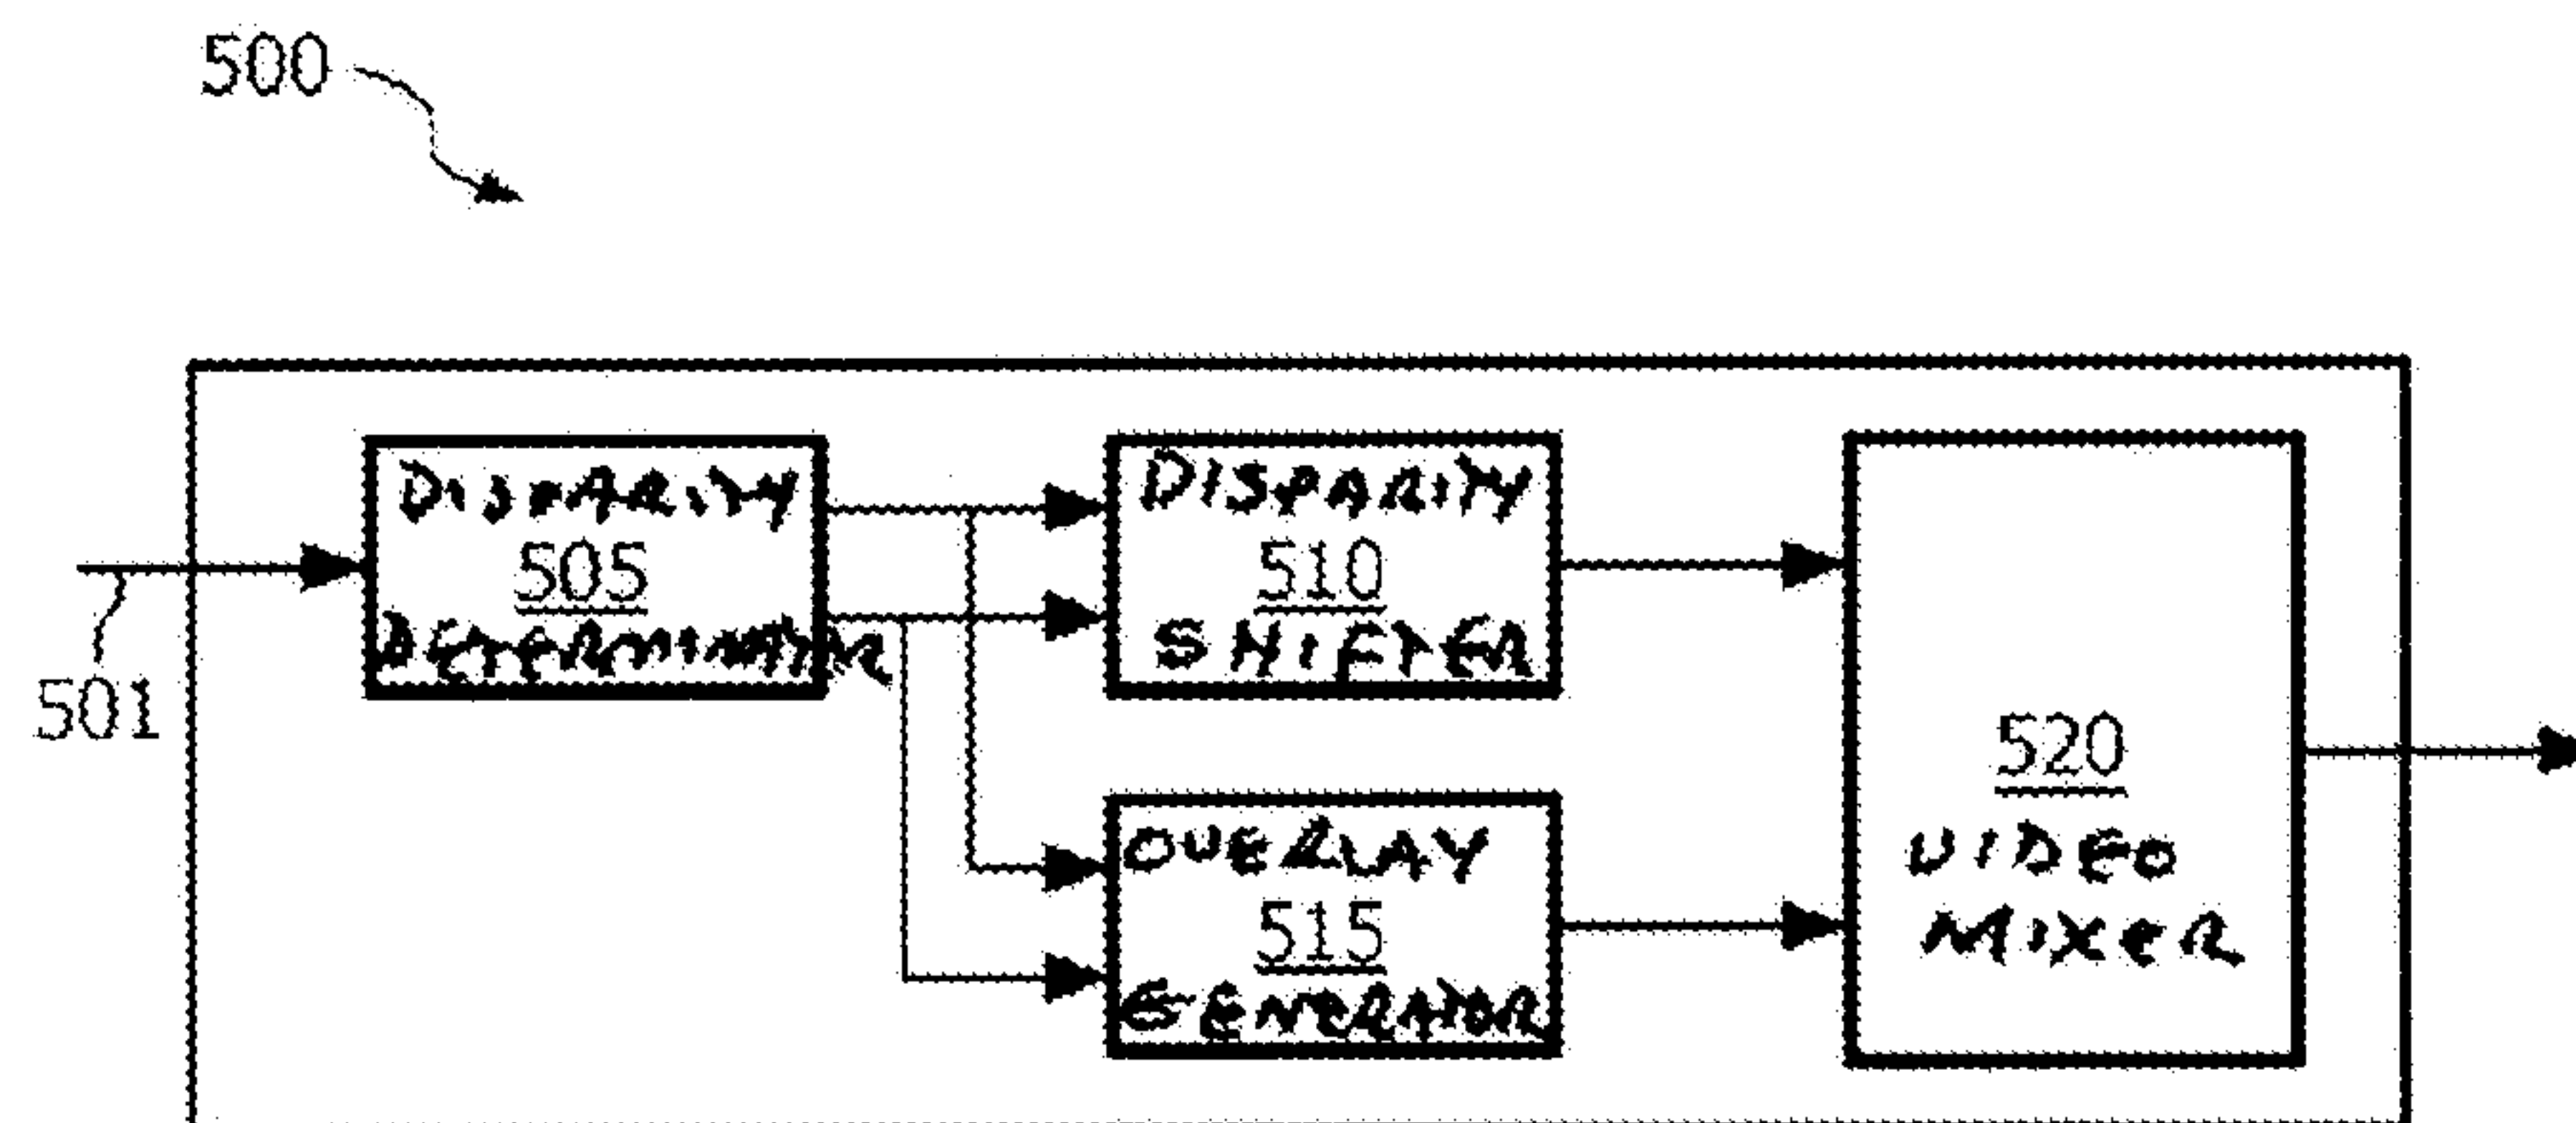 500
DISPARITY
505
DETERMINATOR
DISPARITY
510
SHIFTER
501
OVERLAY
515
GENERATOR
520
VIDEO
MIXER